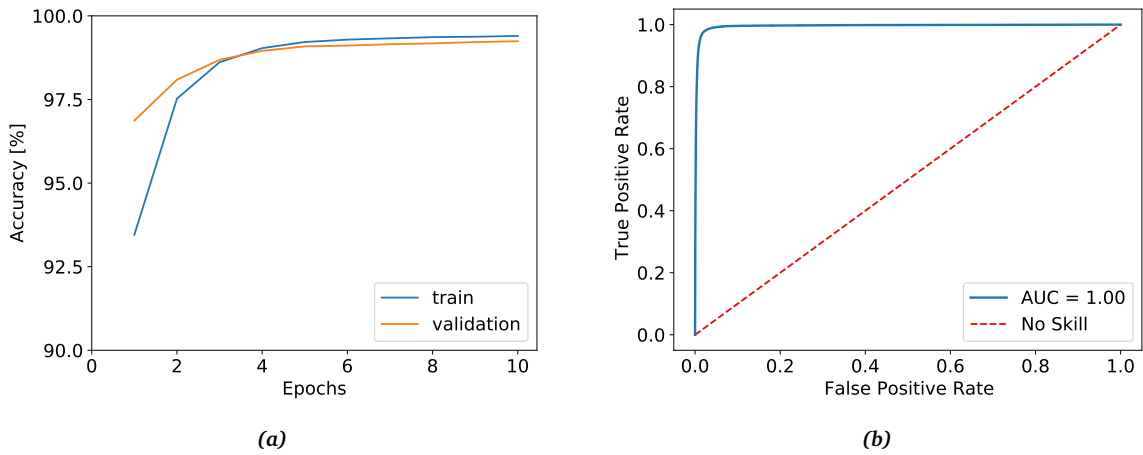 100.0
97.5
95.0
92.5
90.0
Accuracy [%]
0 2 4 6 8 10
Epochs
train
validation
(a)
1.0
0.8
0.6
0.4
0.2
0.0
True Positive Rate
0.0 0.2 0.4 0.6 0.8 1.0
False Positive Rate
AUC = 1.00
No Skill
(b)